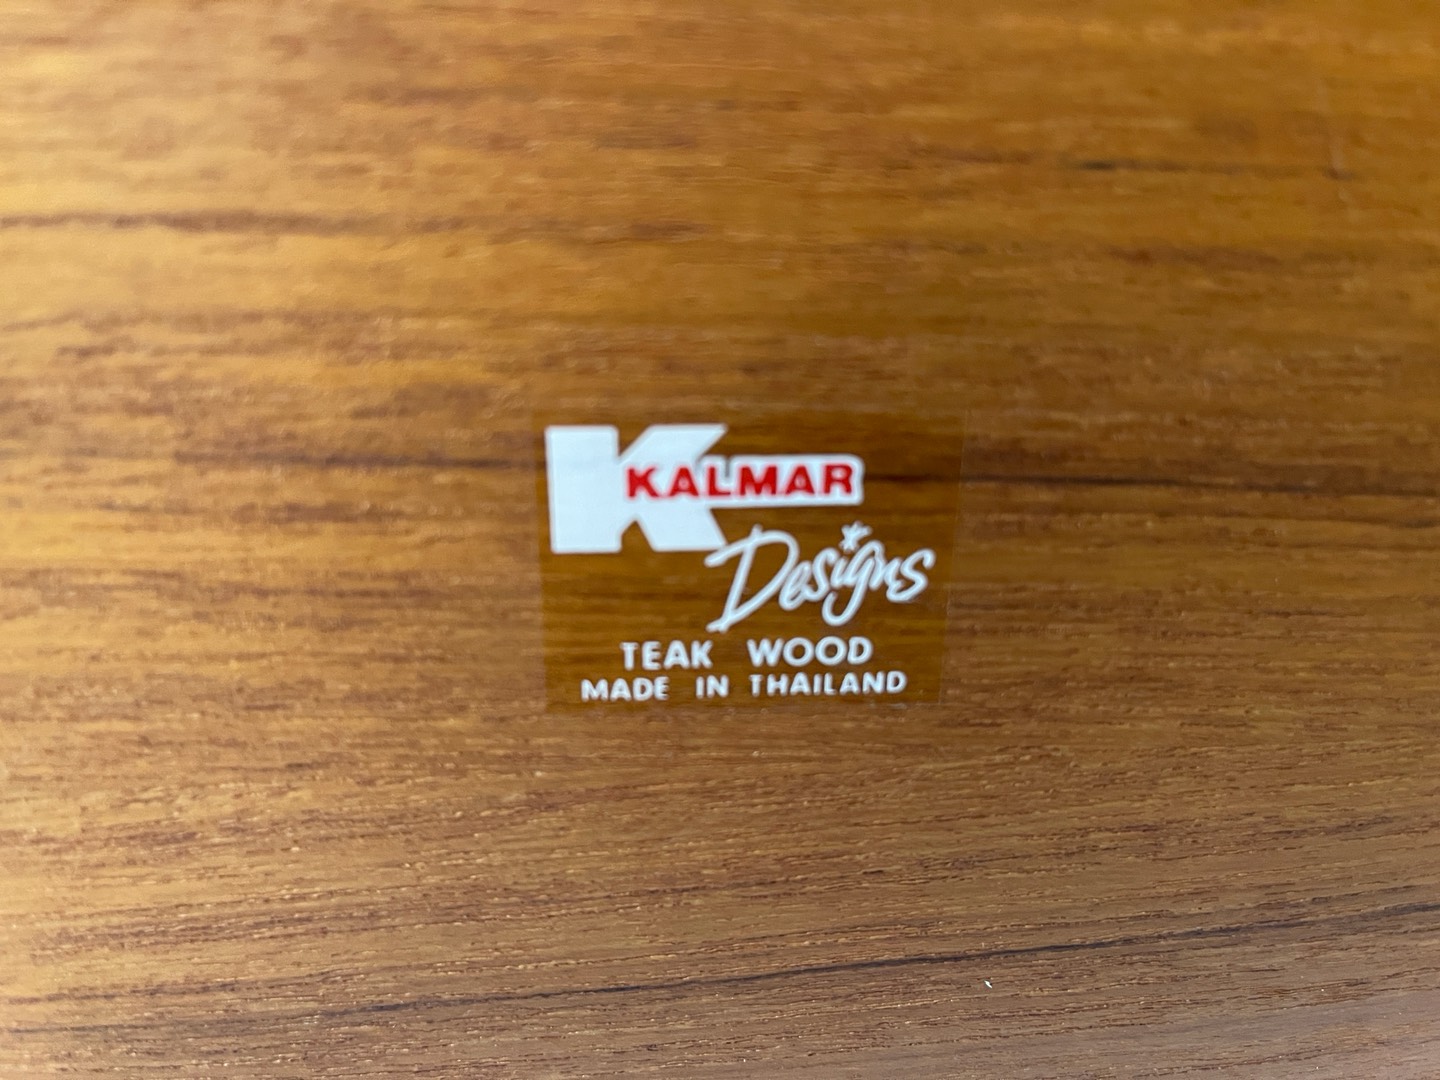 K KALMAR
Designs
TEAK WOOD
MADE IN THAILAND